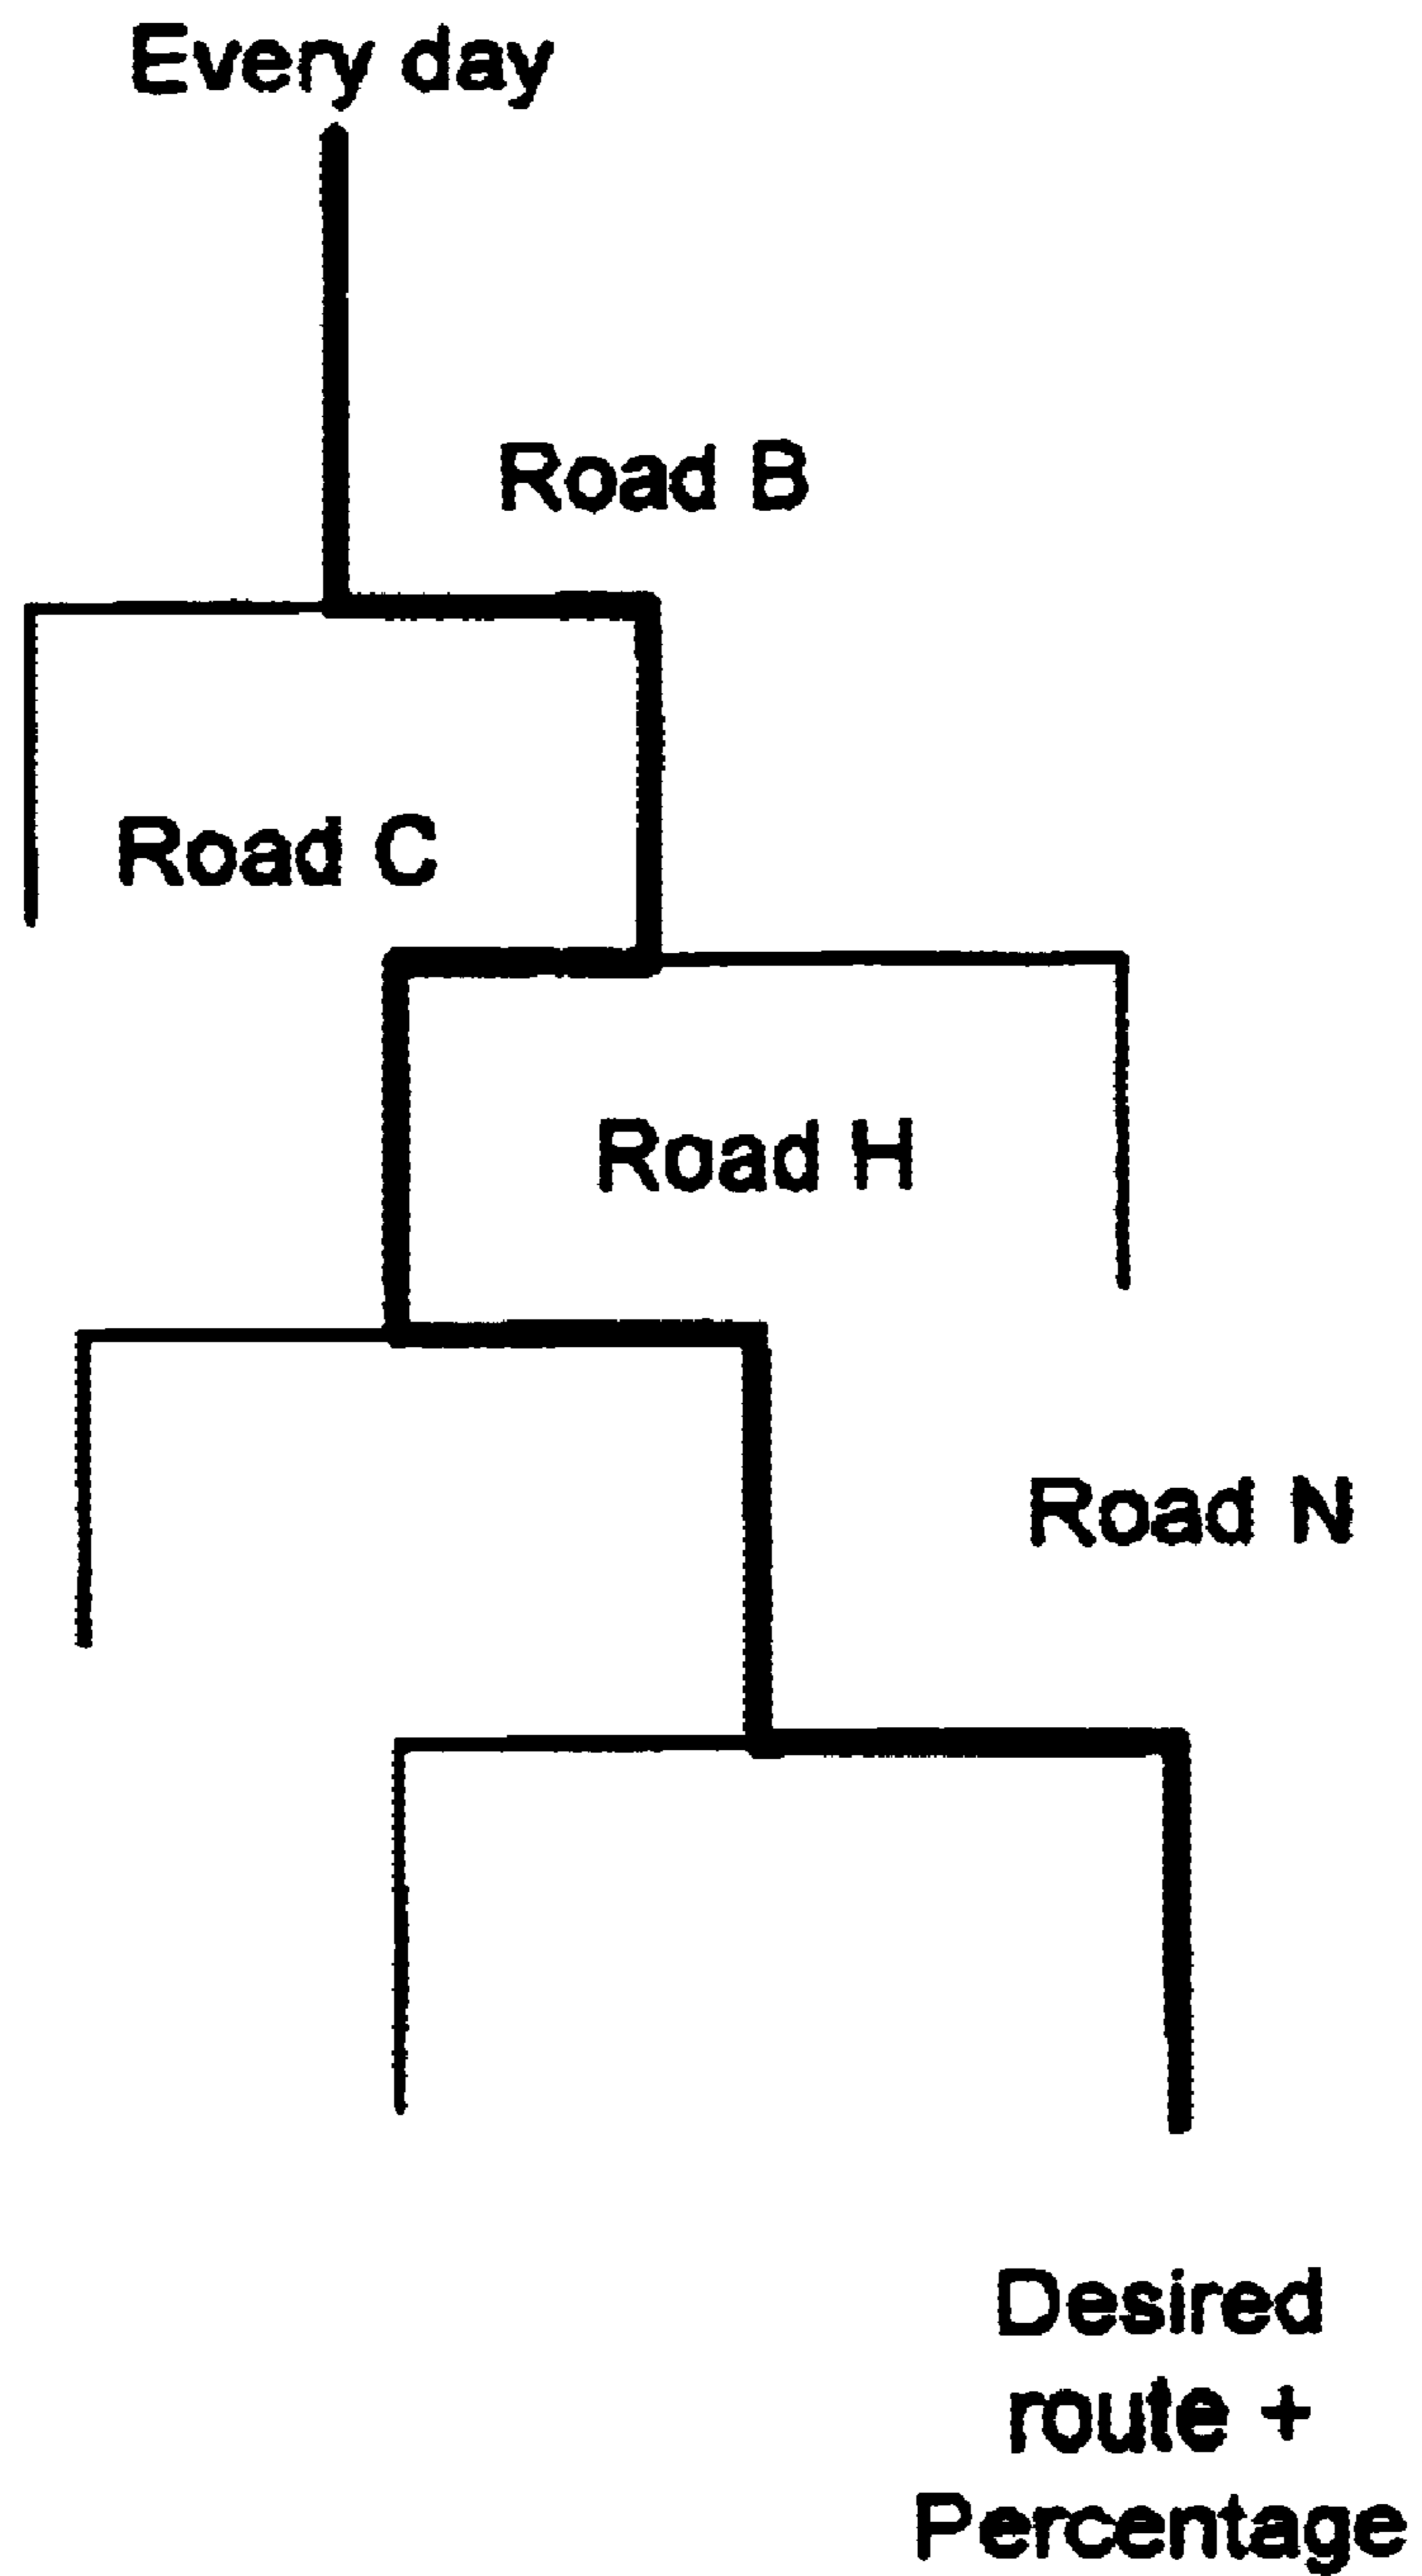 Every day
Road B
Road C
Road H
Road N
Desired
route +
Percentage